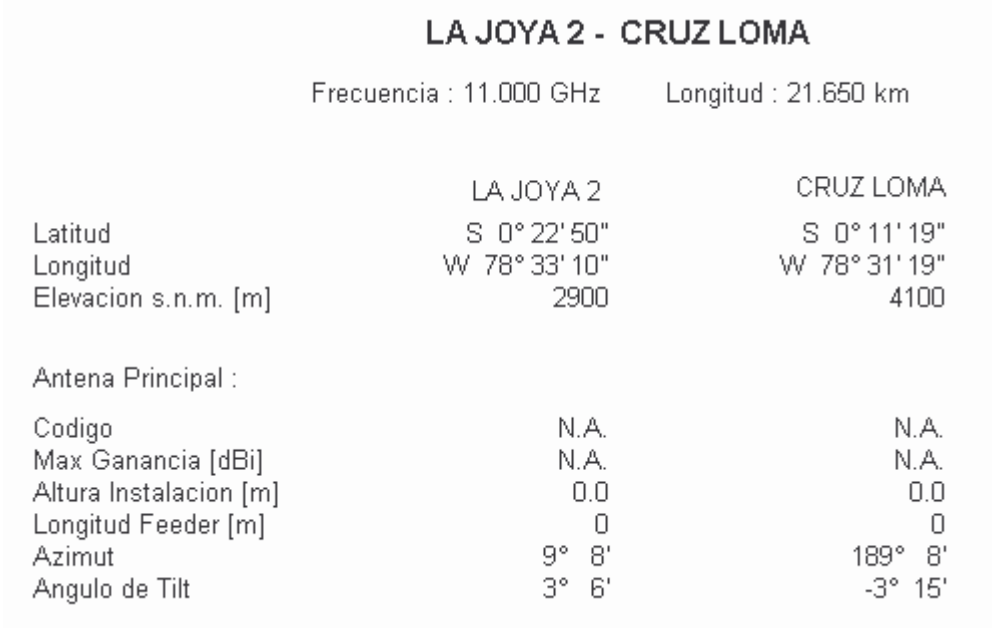 LA JOYA 2 - CRUZ LOMA
Frecuencia : 11.000 GHz Longitud : 21.650 km
LA JOYA 2 CRUZ LOMA
Latitud S 0° 22' 50" S 0° 11' 19"
Longitud W 78° 33' 10" W 78° 31' 19"
Elevacion s.n.m. [m] 2900 4100
Antena Principal :
Codigo N.A. N.A.
Max Ganancia [dBi] N.A. N.A.
Altura Instalacion [m] 0.0 0.0
Longitud Feeder [m] 0 0
Azimut 9° 8' 189° 8'
Angulo de Tilt 3° 6' -3° 15'